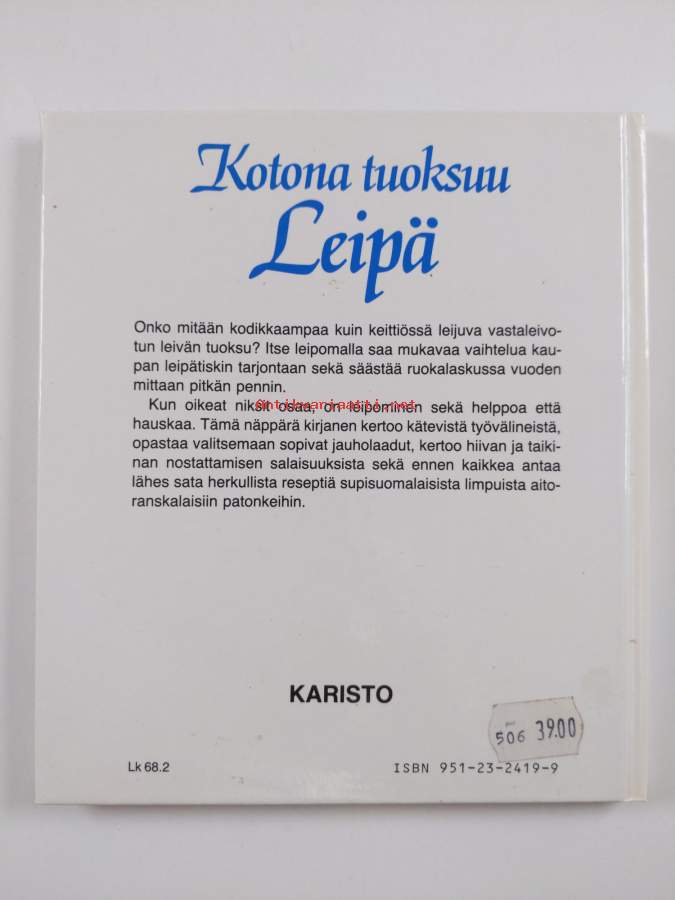 Kotona tuoksuu
Leipä
Onko mitään kodikkaampaa kuin keittiössä leijuva vastaleivo-
tun leivän tuoksu? Itse leipomalla saa mukavaa vaihtelua kau-
pan leipätiskin tarjontaan sekä säästää ruokalaskussa vuoden
mittaan pitkän pennin.
Antikvariaatti.net
Kun oikeat niksit osaa, on leipominen sekä helppoa että
hauskaa. Tämä näppärä kirjanen kertoo kätevistä työvälineistä,
opastaa valitsemaan sopivat jauholaadut, kertoo hiivan ja taiki-
nan nostattamisen salaisuuksista sekä ennen kaikkea antaa
lähes sata herkullista reseptiä supisuomalaisista limpuista aito-
ranskalaisiin patonkeihin.
KARISTO
506 39.00
Lk 68.2
ISBN 951-23-2419-9